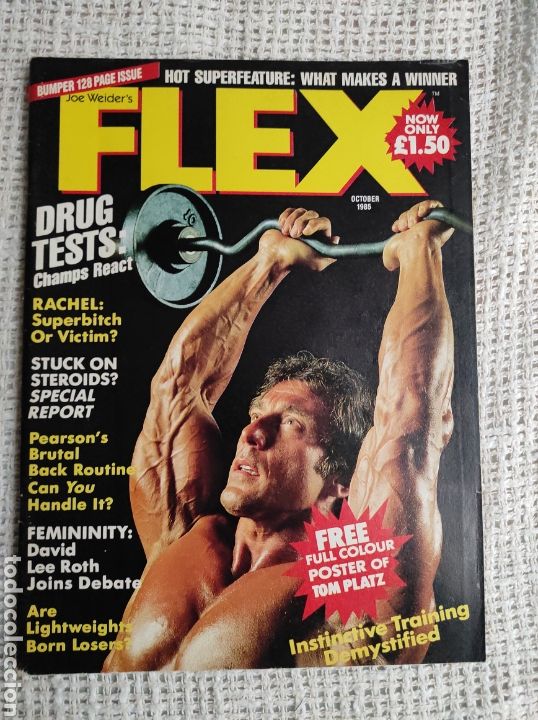 BUMPER 128 PAGE ISSUE
HOT SUPERFEATURE: WHAT MAKES A WINNER
Joe Weider's
FLEX
TM
NOW
ONLY
£1.50
OCTOBER
1985
DRUG
TESTS:
Champs React
RACHEL:
Superbitch
Or Victim?
STUCK ON
STEROIDS?
SPECIAL
REPORT
Pearson's
Brutal
Back Routine
Can You
Handle It?
FEMININITY:
David
Lee Roth
Joins Debate
Are
Lightweights
Born Losers?
FREE
FULL COLOUR
POSTER OF
TOM PLATZ
Instinctive Training
Demystified
todocoleccion